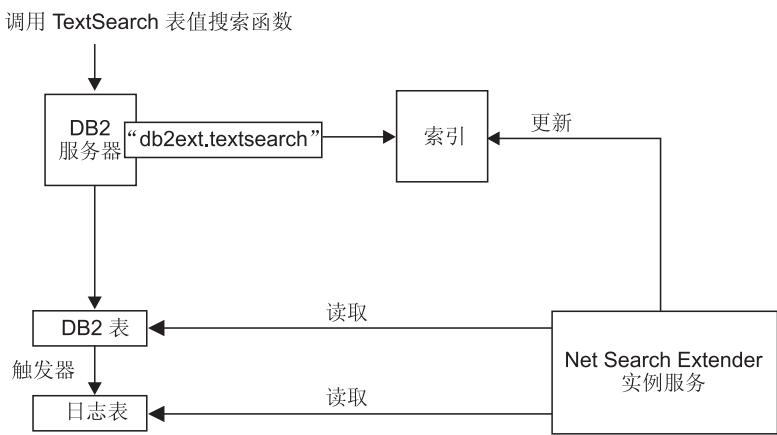 调用 TextSearch 表值搜索函数
DB2
服务器
“db2ext.textsearch”
索引
更新
DB2 表
读取
触发器
Net Search Extender
实例服务
日志表
读取